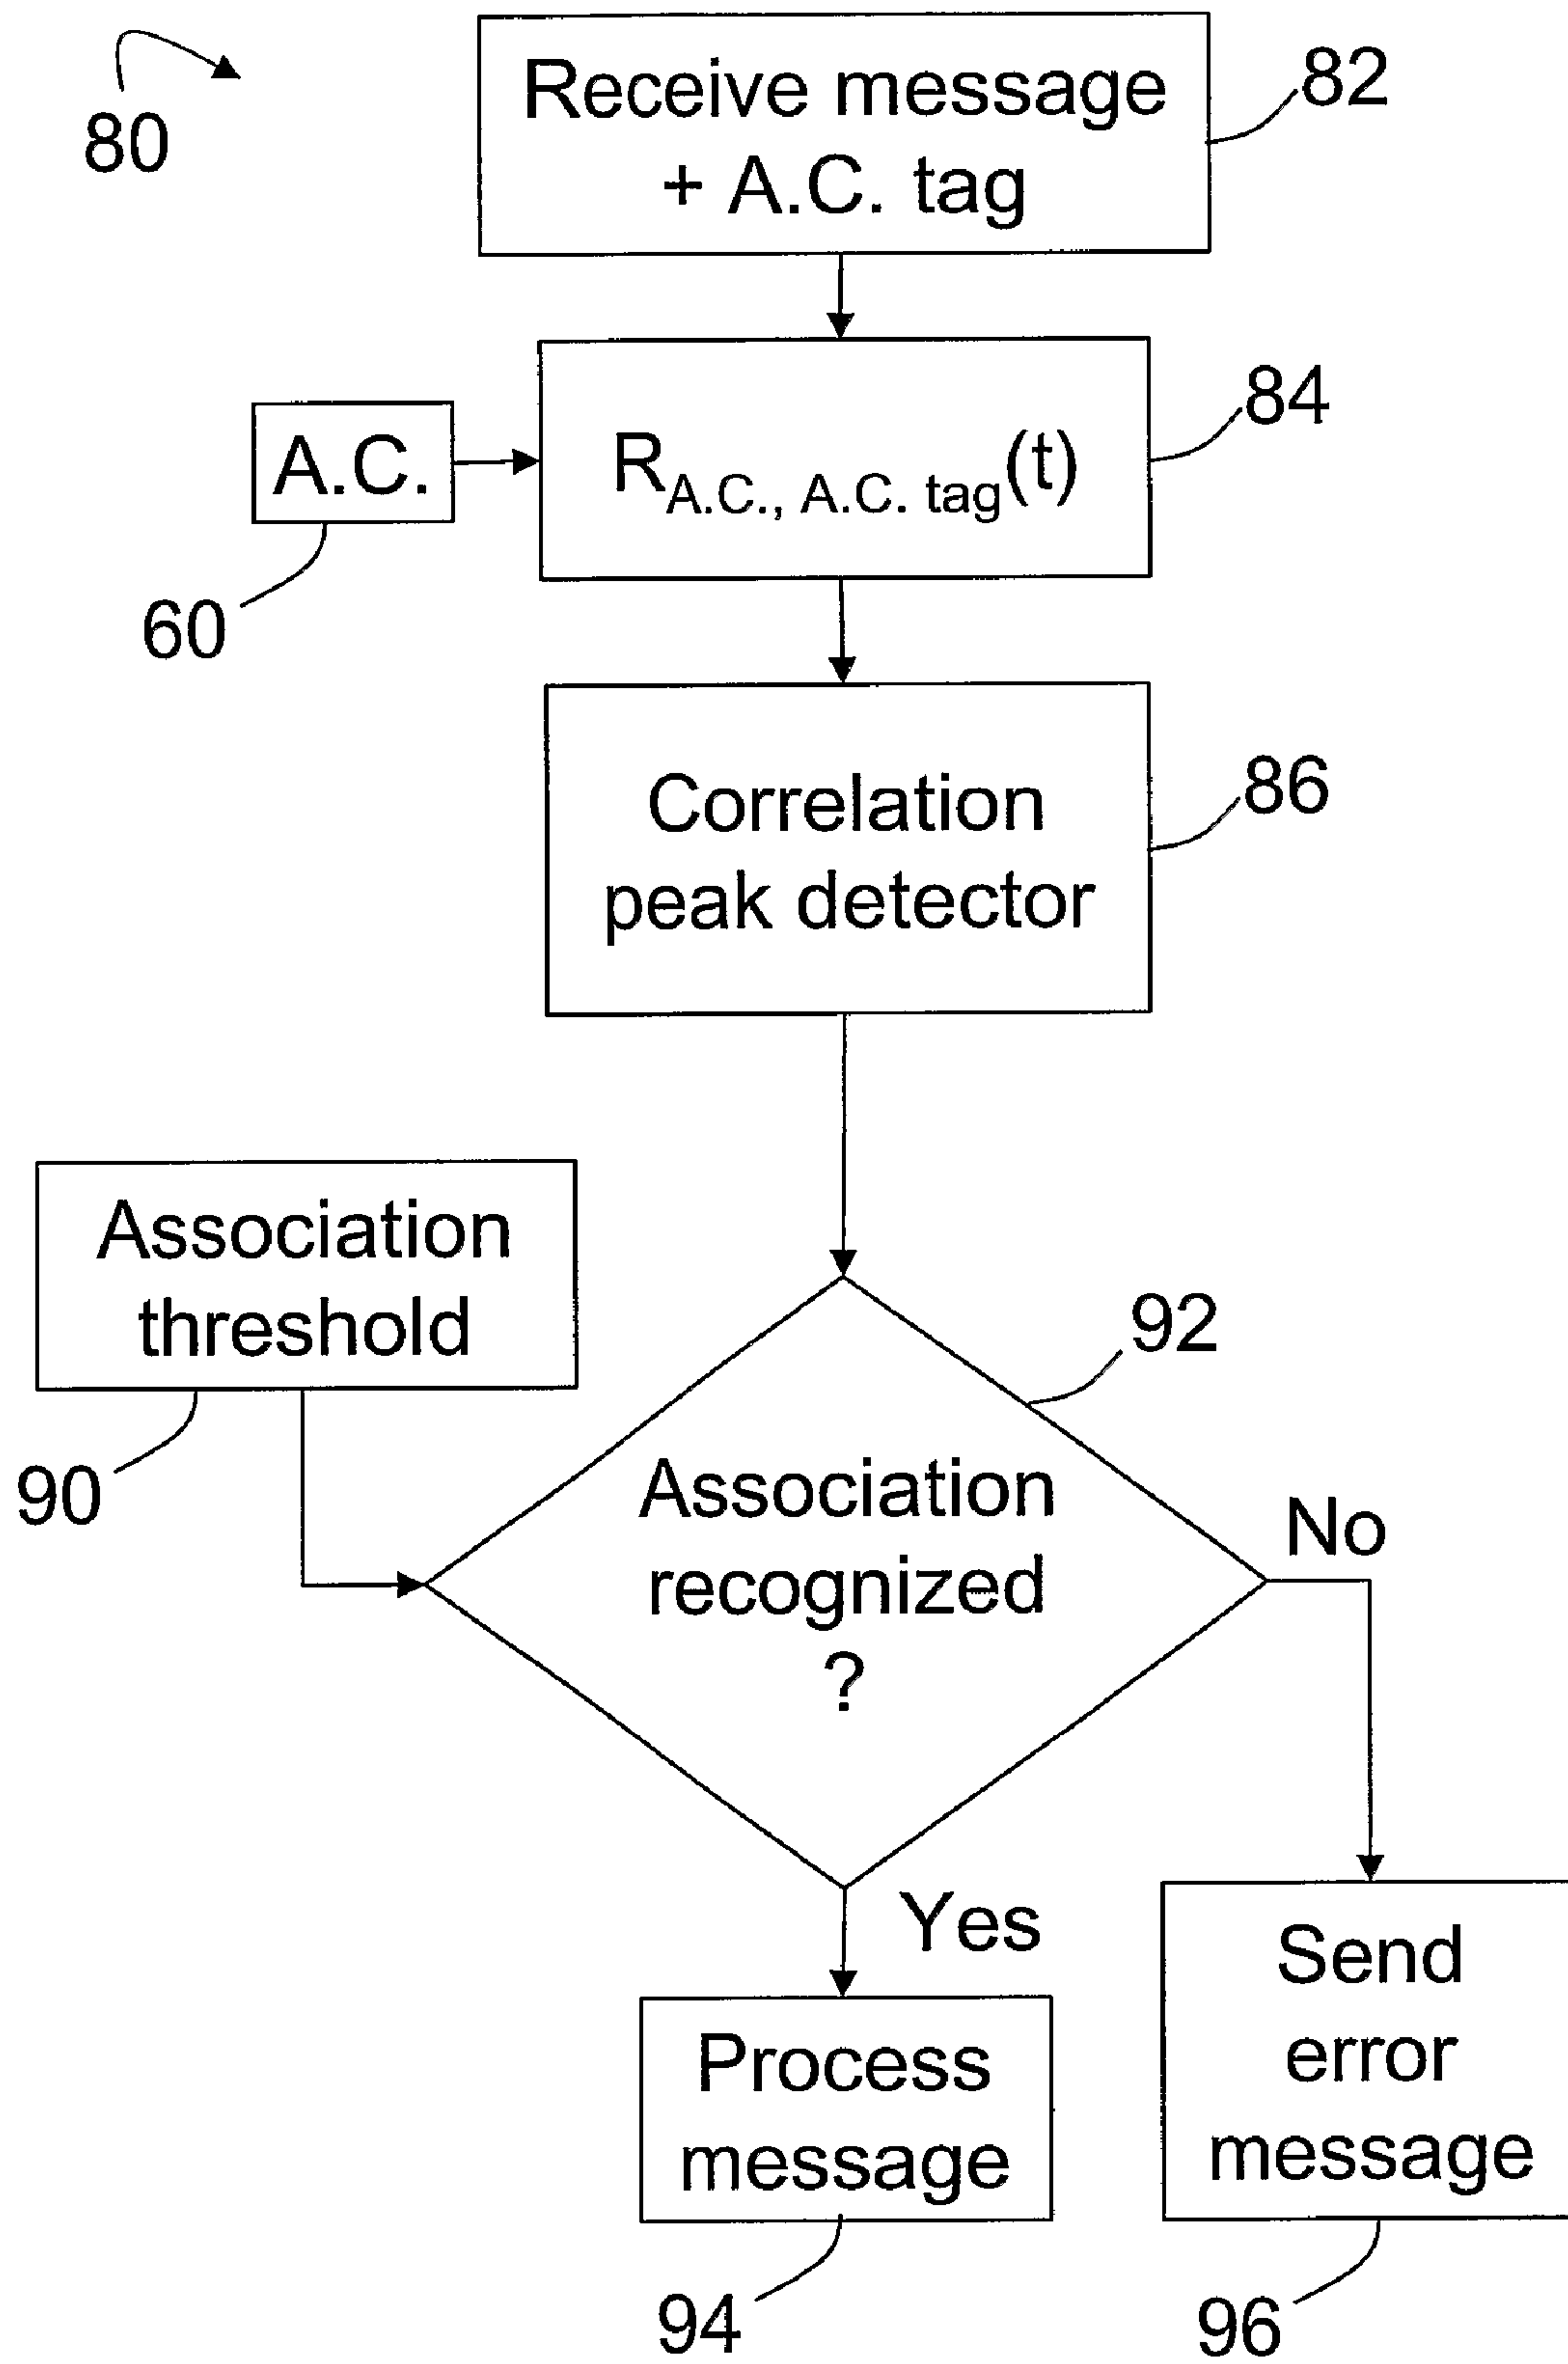 80
Receive message
+ A.C. tag
82
A.C.
60
R A.C., A.C. tag (t)
84
Correlation
peak detector
86
Association
threshold
90
92
Association
recognized
?
No
Yes
Process
message
94
Send
error
message
96